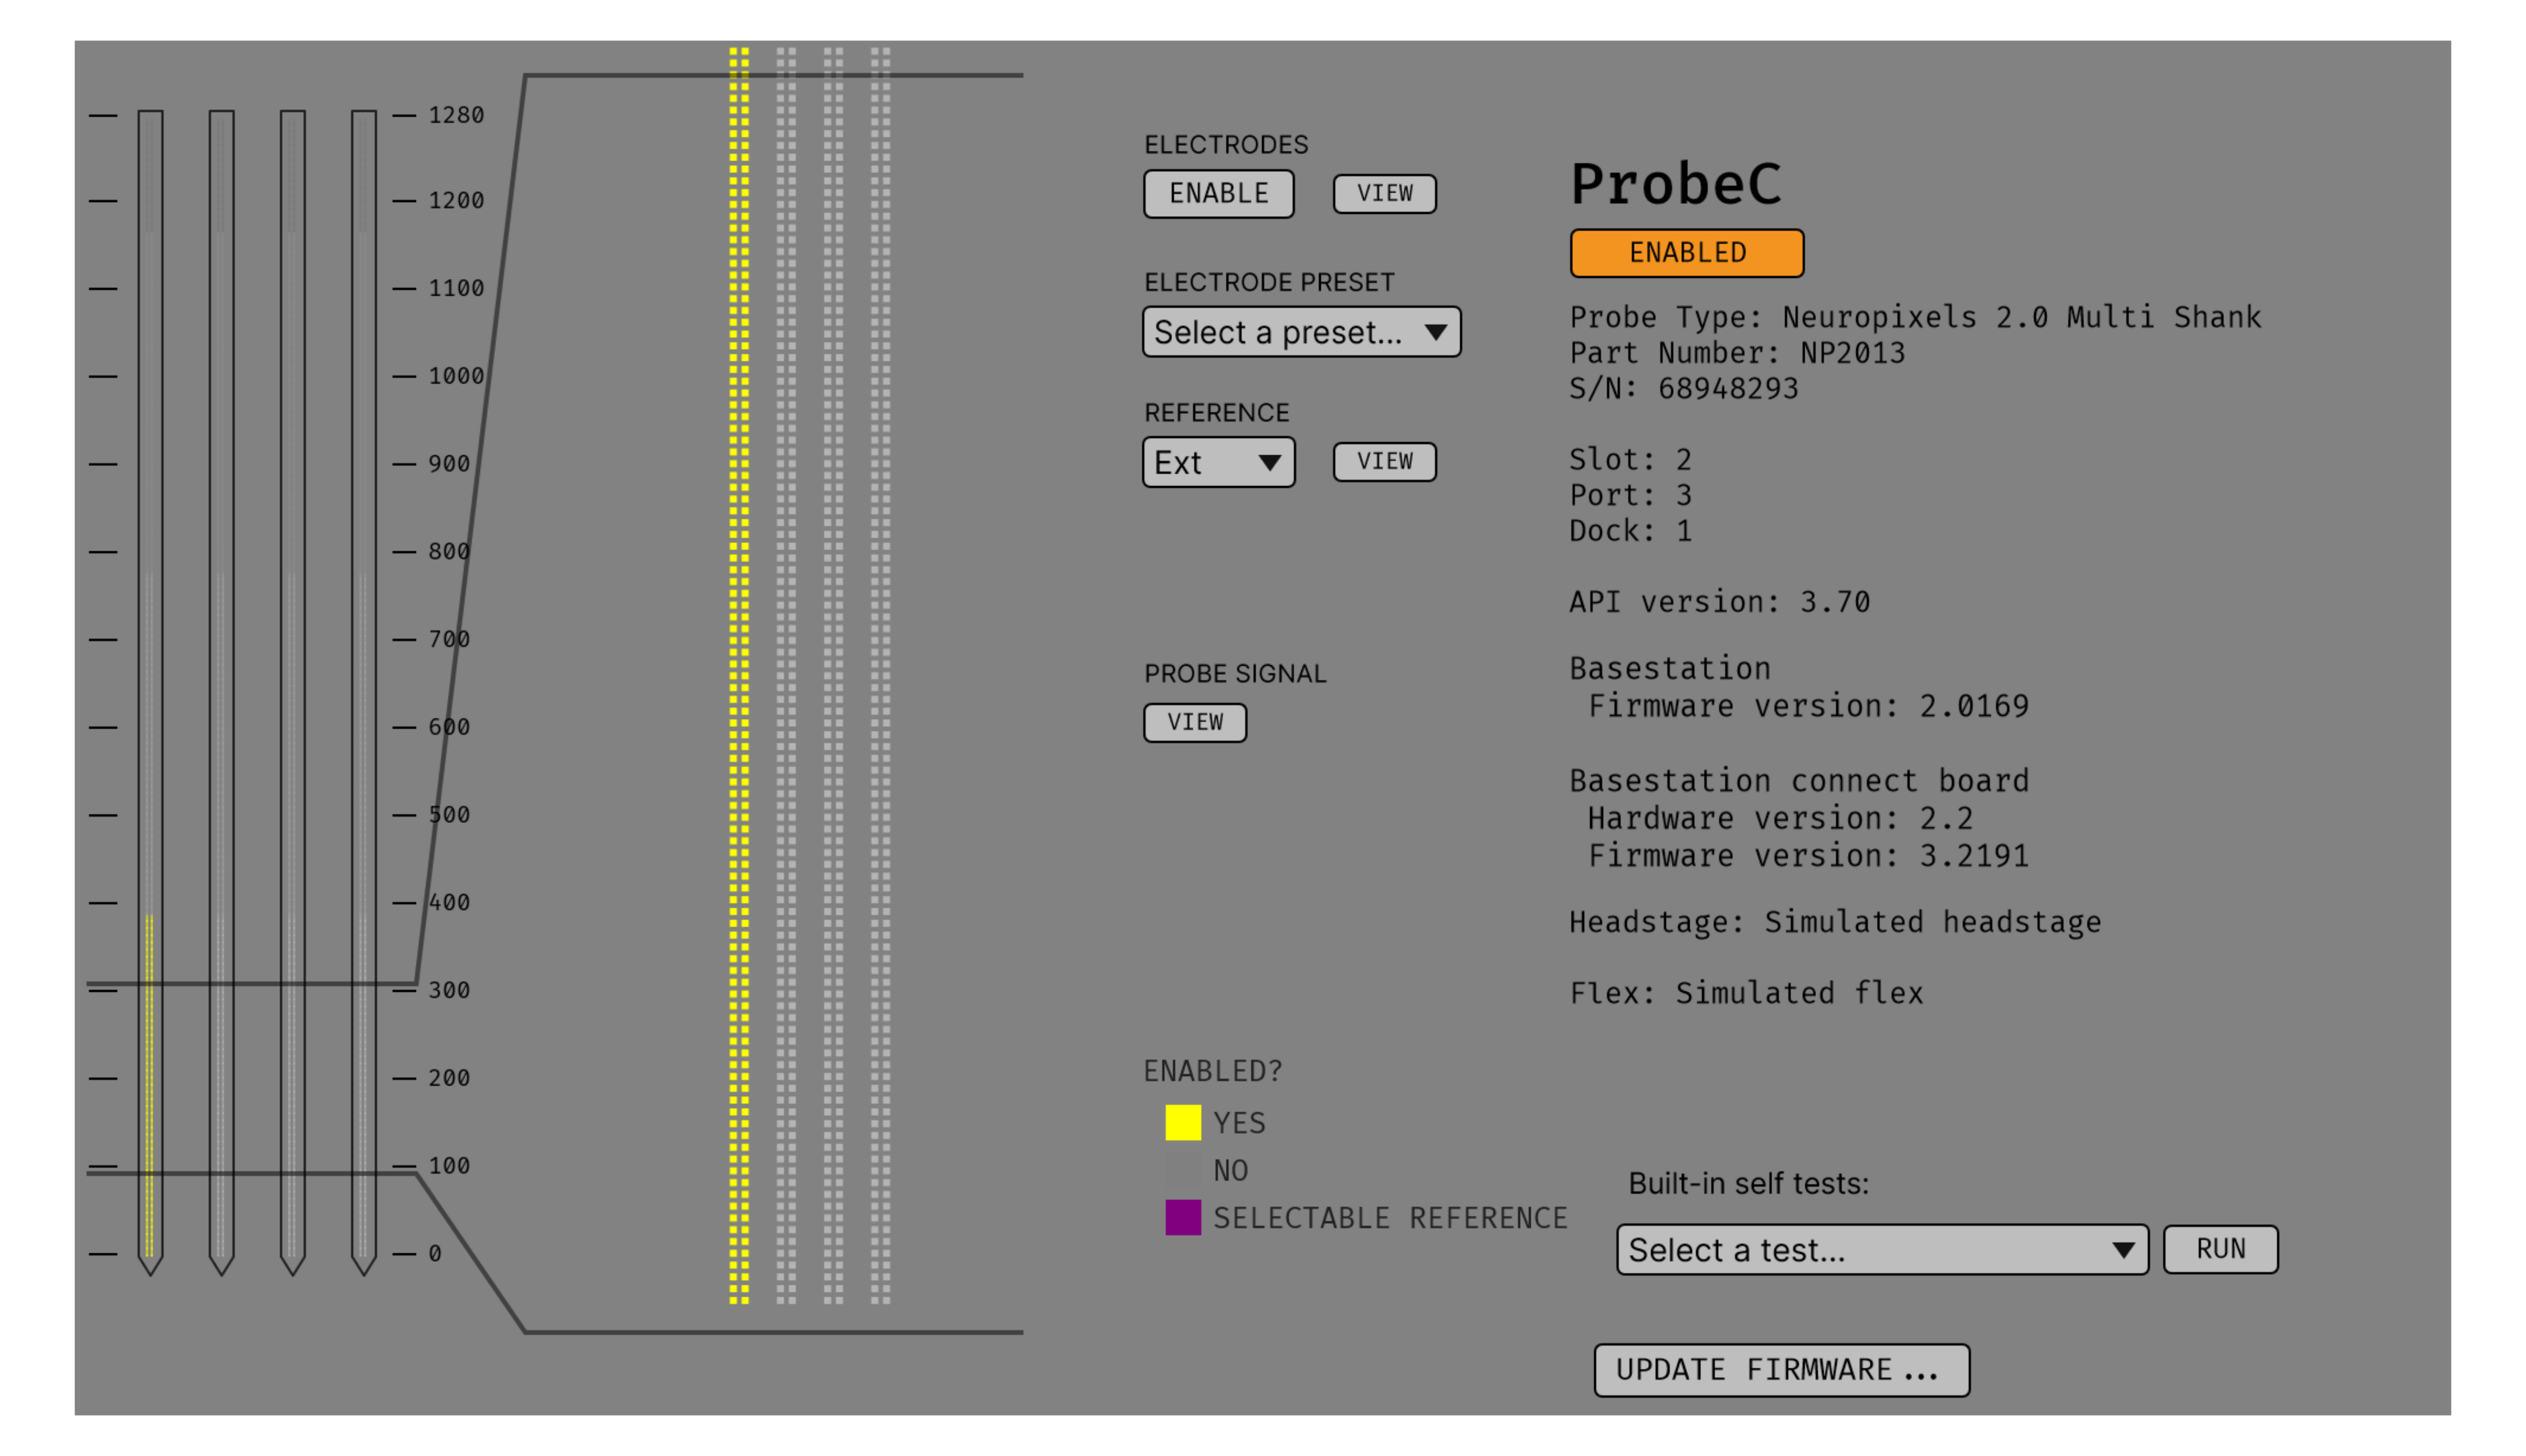 1280
1200
1100
1000
900
800
700
600
500
400
300
200
100
0
ELECTRODES
ENABLE VIEW
ELECTRODE PRESET
Select a preset...
REFERENCE
Ext VIEW
PROBE SIGNAL
VIEW
ENABLED?
YES
NO
SELECTABLE REFERENCE
ProbeC
ENABLED
Probe Type: Neuropixels 2.0 Multi Shank
Part Number: NP2013
S/N: 68948293
Slot: 2
Port: 3
Dock: 1
API version: 3.70
Basestation
Firmware version: 2.0169
Basestation connect board
Hardware version: 2.2
Firmware version: 3.2191
Headstage: Simulated headstage
Flex: Simulated flex
Built-in self tests:
Select a test... RUN
UPDATE FIRMWARE...